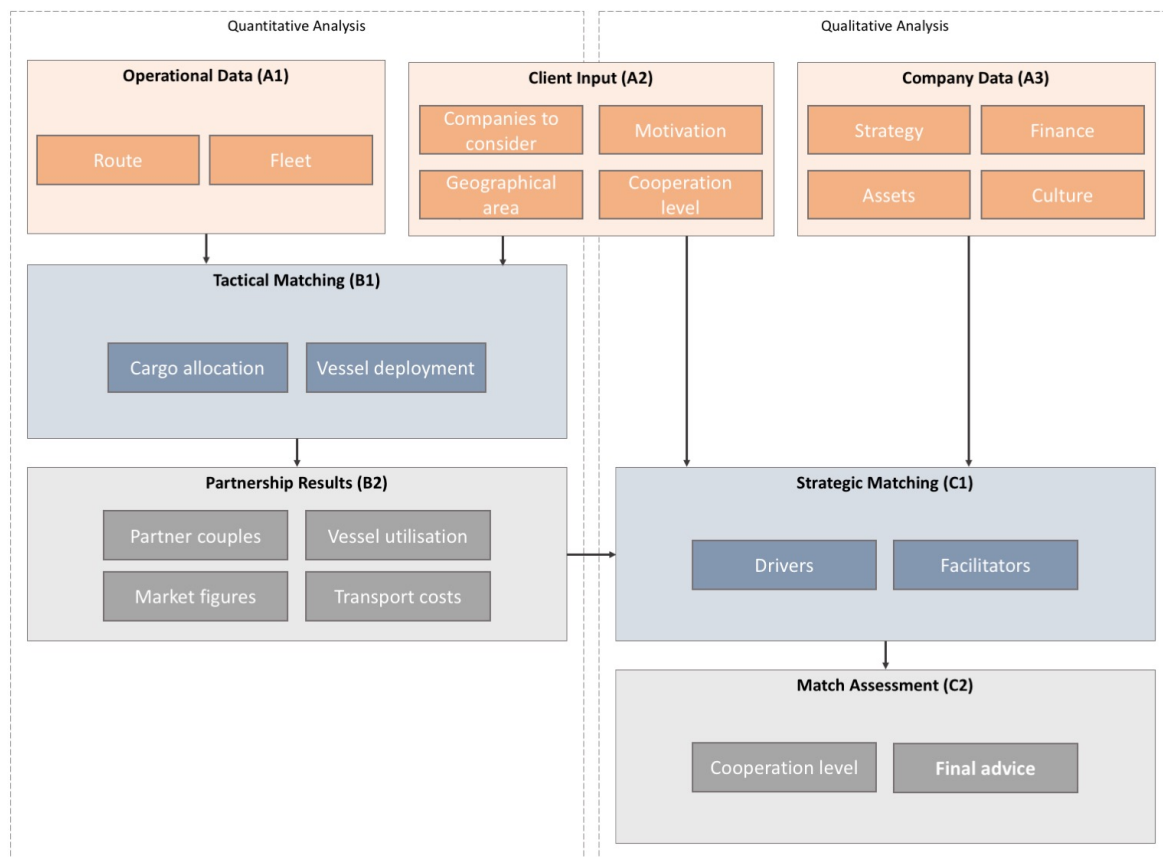 Quantitative Analysis
Qualitative Analysis
Operational Data (A1)
Route
Fleet
Client Input (A2)
Companies to
consider
Motivation
Geographical
area
Cooperation
level
Company Data (A3)
Strategy
Finance
Assets
Culture
Tactical Matching (B1)
Cargo allocation
Vessel deployment
Partnership Results (B2)
Partner couples
Vessel utilisation
Market figures
Transport costs
Strategic Matching (C1)
Drivers
Facilitators
Match Assessment (C2)
Cooperation level
Final advice